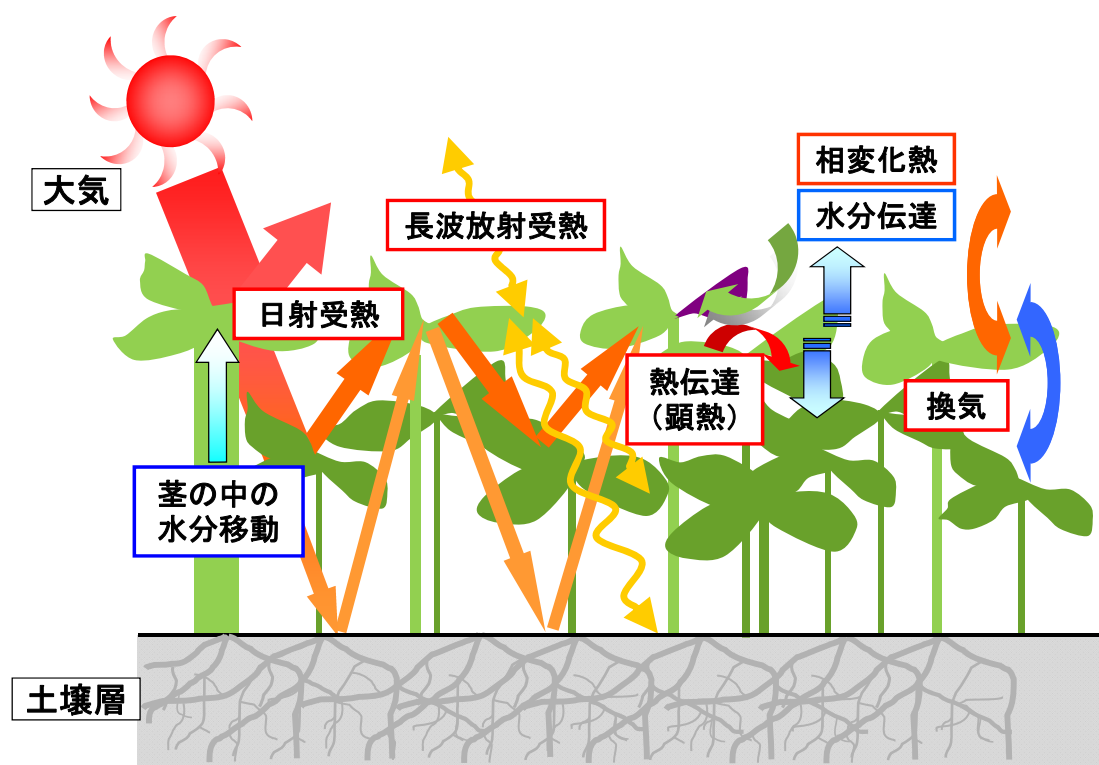 大気
相変化熱
水分伝達
長波放射受熱
日射受熱
熱伝達
（顕熱）
換気
茎の中の
水分移動
土壌層